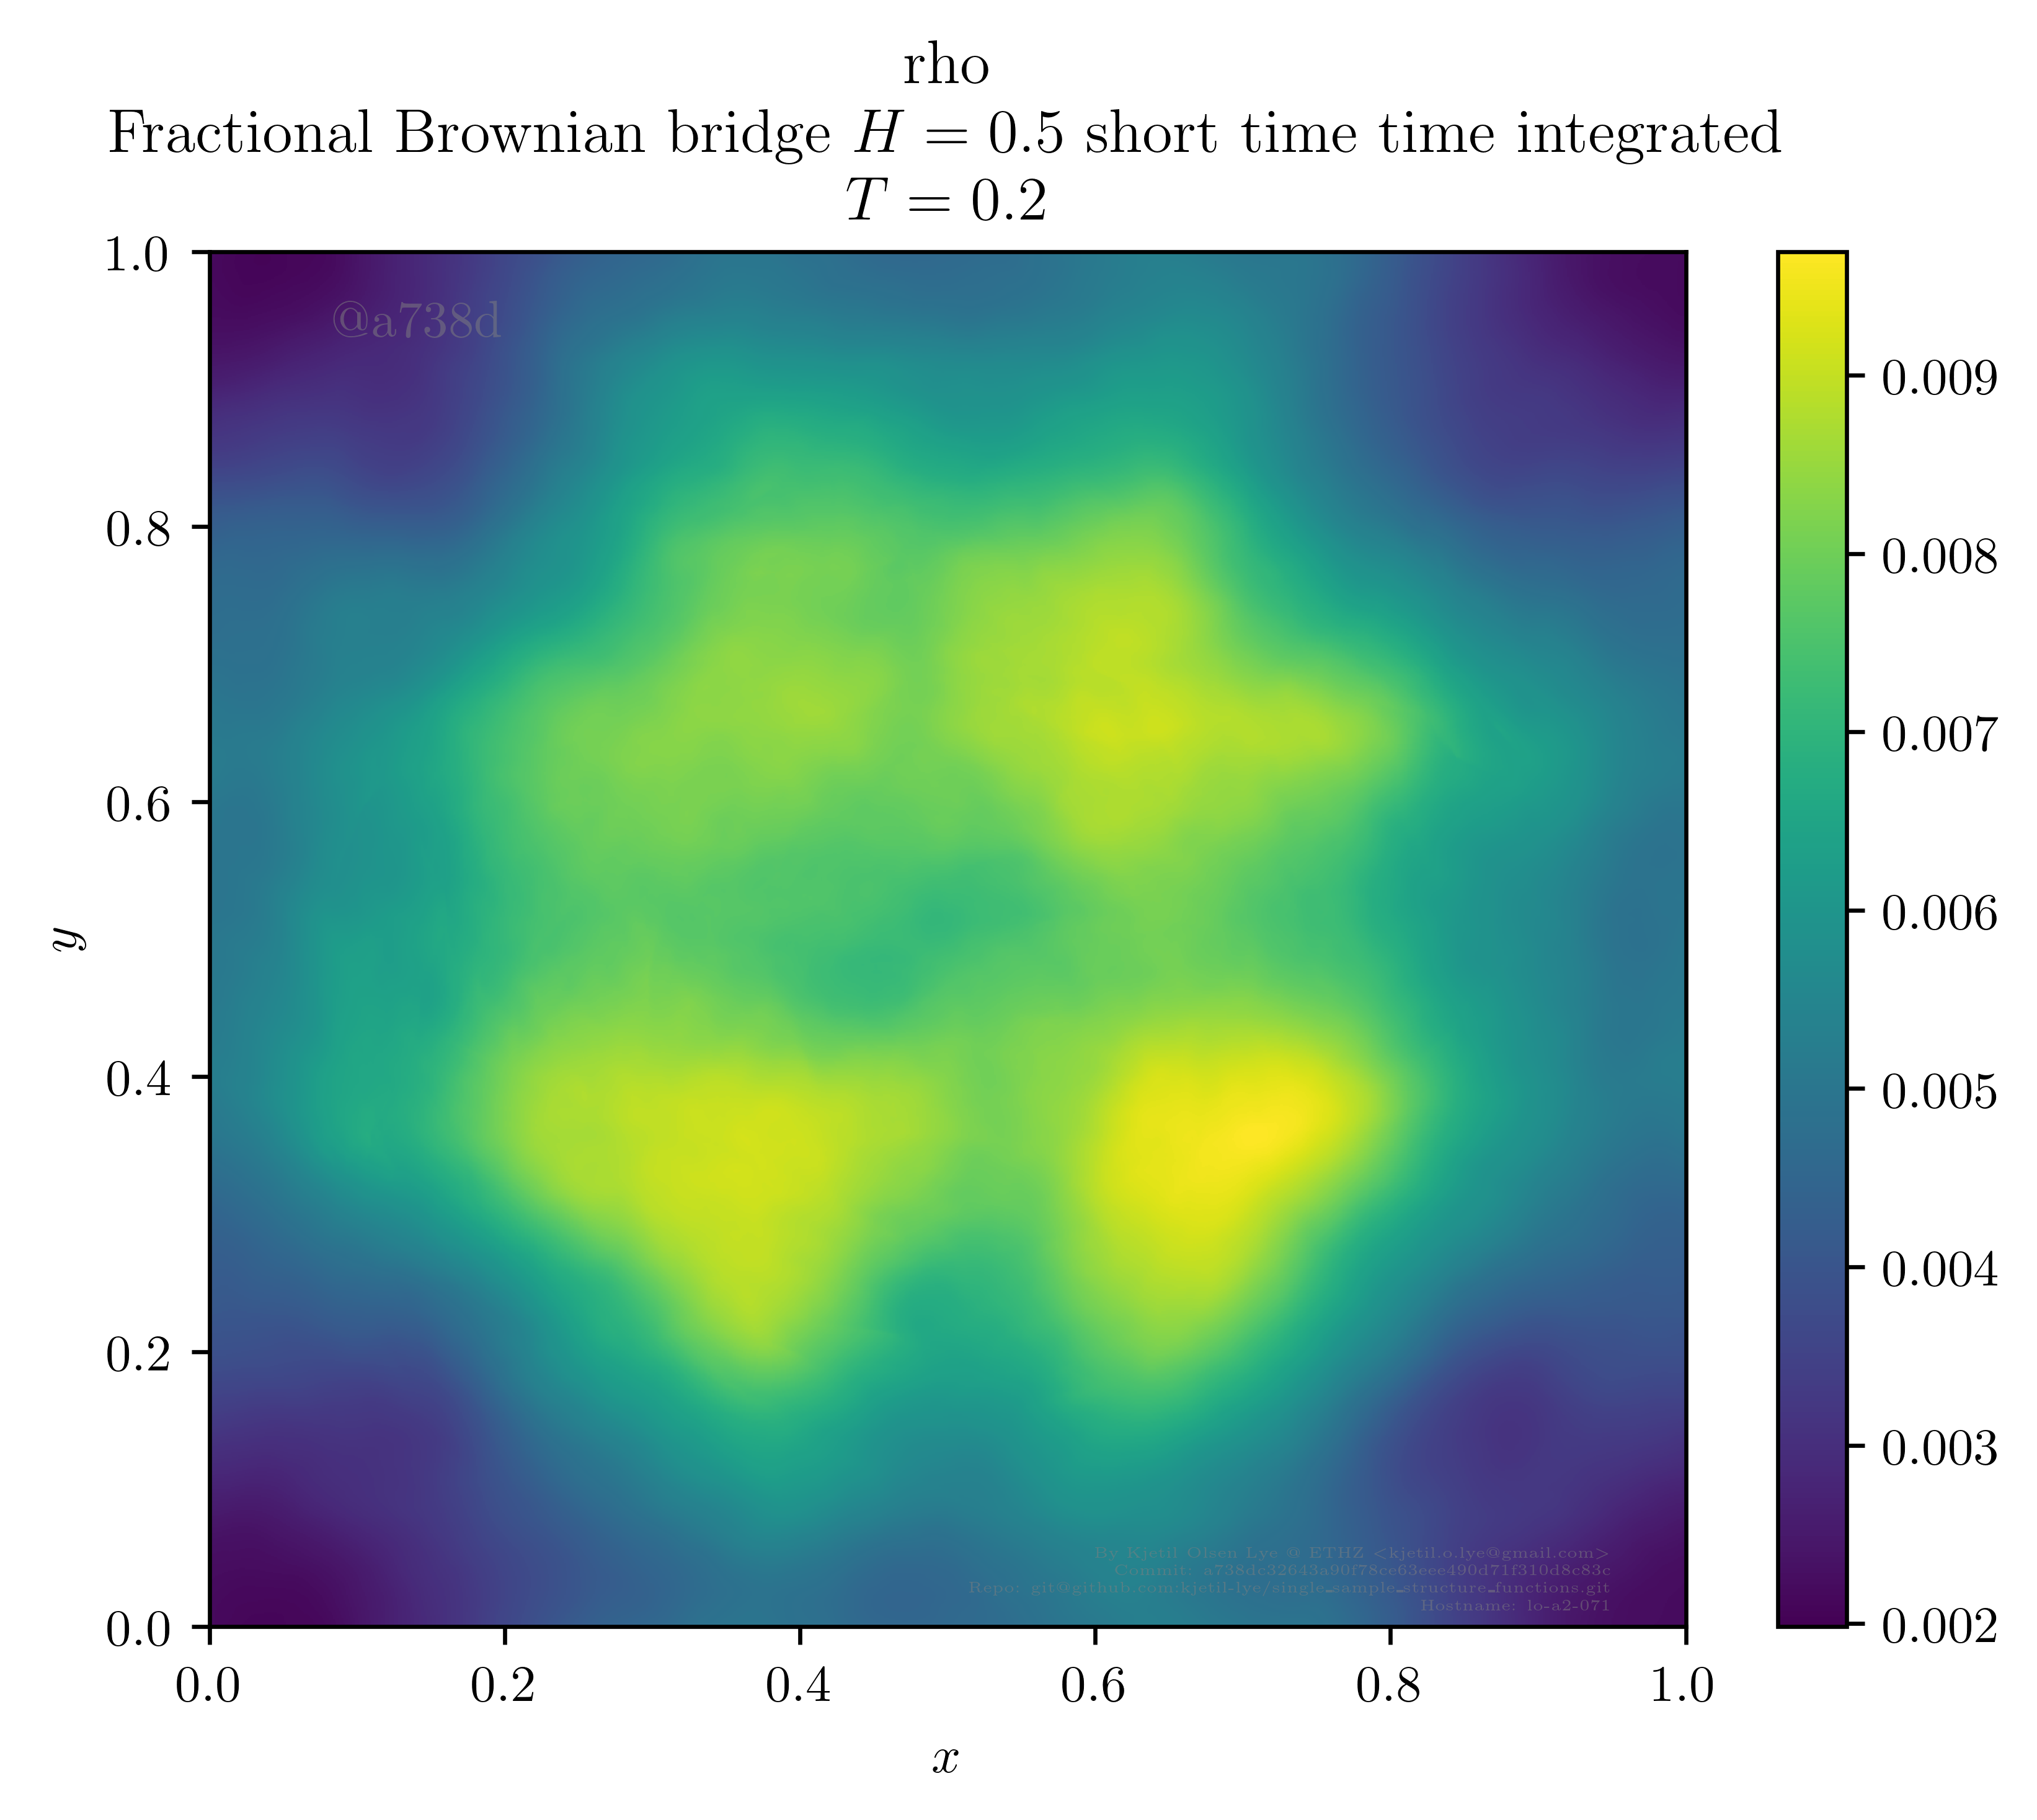 rho
Fractional Brownian bridge H = 0.5 short time time integrated
T = 0.2
1.0
@a738d
0.8
0.6
y
0.4
0.2
0.0
0.0 0.2 0.4 0.6 0.8 1.0
x
0.009
0.008
0.007
0.006
0.005
0.004
0.003
0.002
By Kjetil Olsen Lye @ ETHZ <kjetil.o.lye@gmail.com>
Commit: a738dc32643a90f78ce63eee490d71f310d8c83c
Repo: git@github.com:kjetil-lye/single_sample_structure_functions.git
Hostname: lo-a2-071